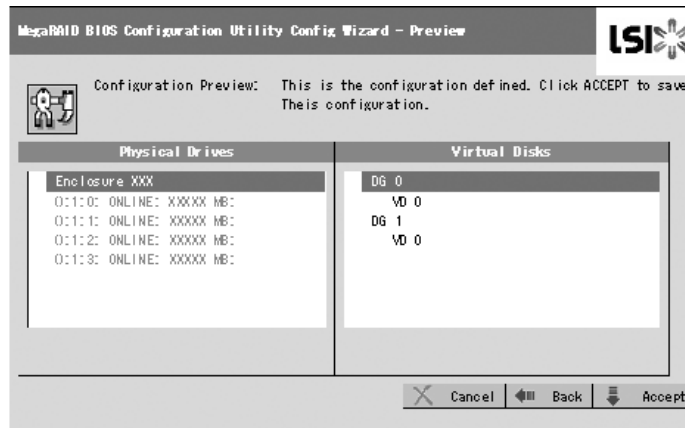 MegaRAID BIOS Configuration Utility Config Wizard - Preview
LSI
Configuration Preview: This is the configuration defined. Click ACCEPT to save
Theis configuration.
Physical Drives
Virtual Disks
Enclosure XXX
0:1:0: ONLINE: XXXXX MB:
0:1:1: ONLINE: XXXXX MB:
0:1:2: ONLINE: XXXXX MB:
0:1:3: ONLINE: XXXXX MB:
DG 0
VD 0
DG 1
VD 0
Cancel
Back
Accept